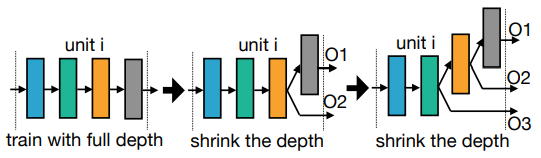 unit i
train with full depth
unit i
O1
O2
shrink the depth
unit i
O1
O2
O3
shrink the depth